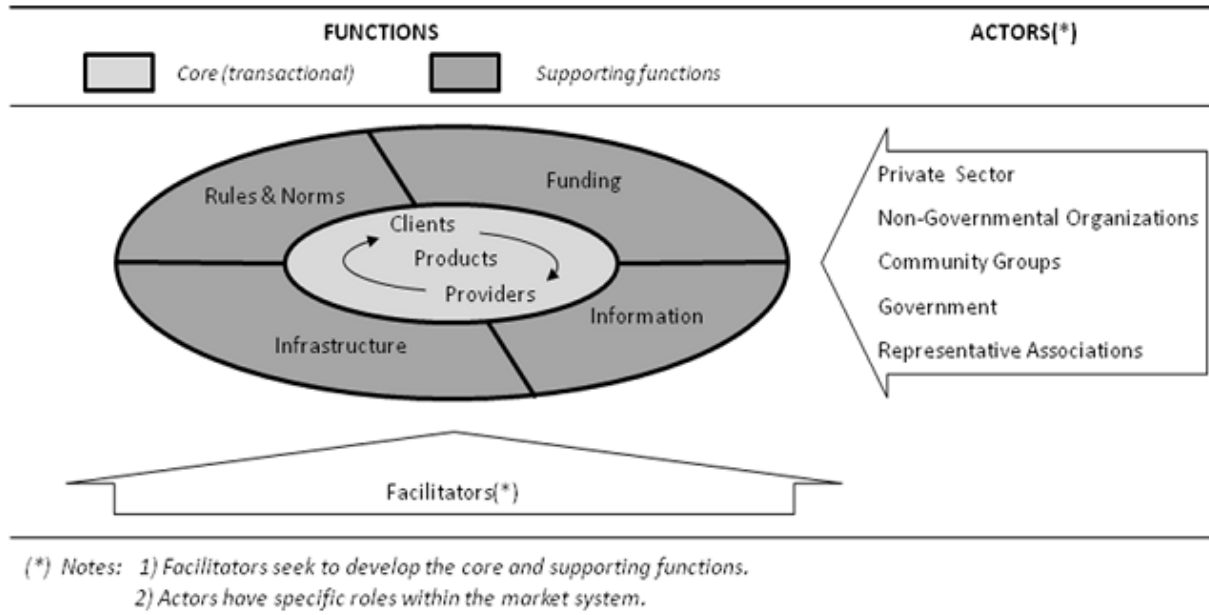 FUNCTIONS
ACTORS(*)
Core (transactional)
Supporting functions
Rules & Norms
Funding
Clients
Products
Providers
Infrastructure
Information
Private Sector
Non-Governmental Organizations
Community Groups
Government
Representative Associations
Facilitators(*)
(*) Notes: 1) Facilitators seek to develop the core and supporting functions.
2) Actors have specific roles within the market system.